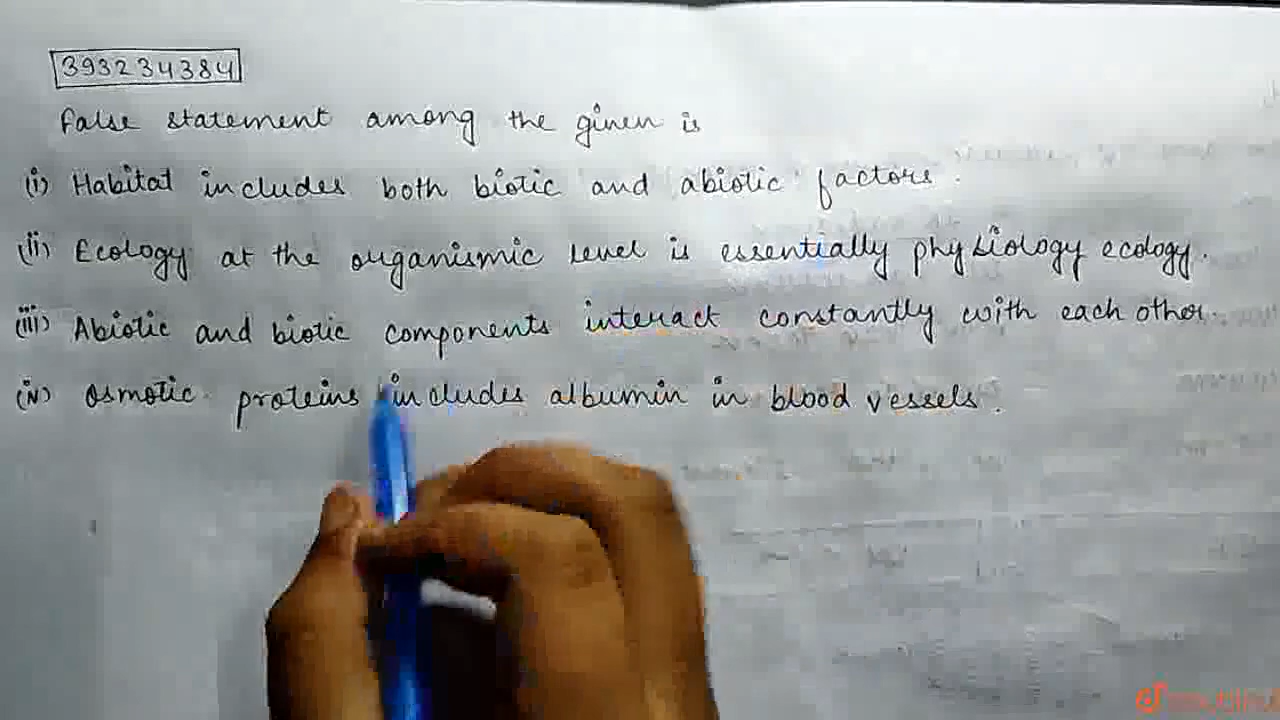 393234384
False statement among the given is
(i) Habitat includes both biotic and abiotic factors.
(ii) Ecology at the organismic level is essentially physiology ecology.
(iii) Abiotic and biotic components interact constantly with each other.
(iv) Osmotic proteins includes albumin in blood vessels.